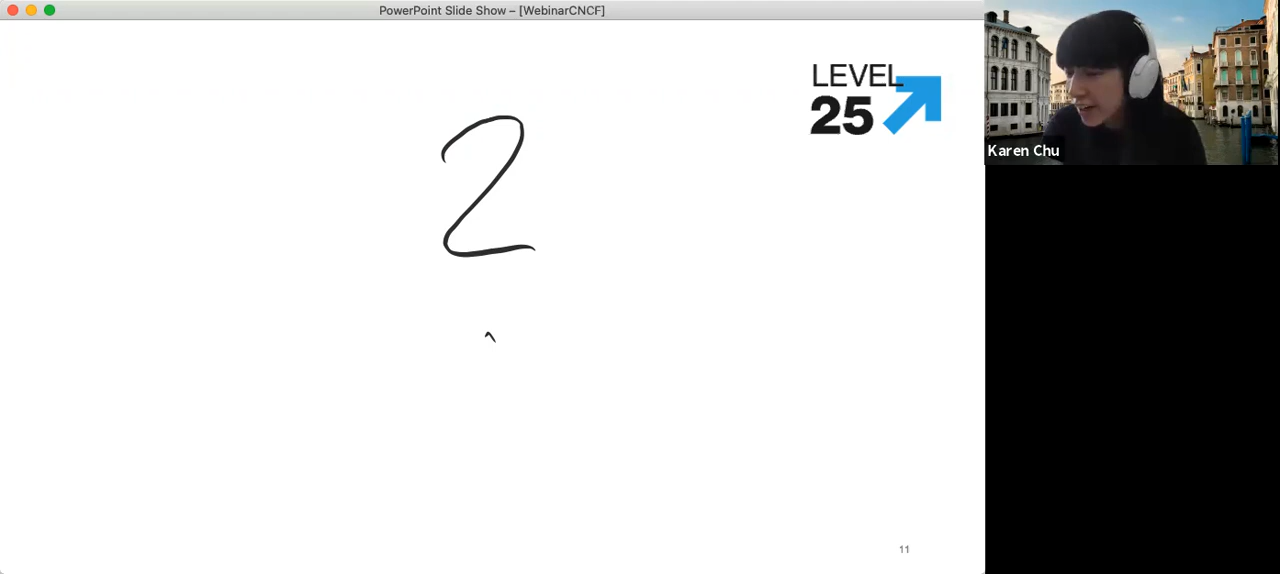 PowerPoint Slide Show – [WebinarCNCF]
LEVEL
25
2
Karen Chu
11